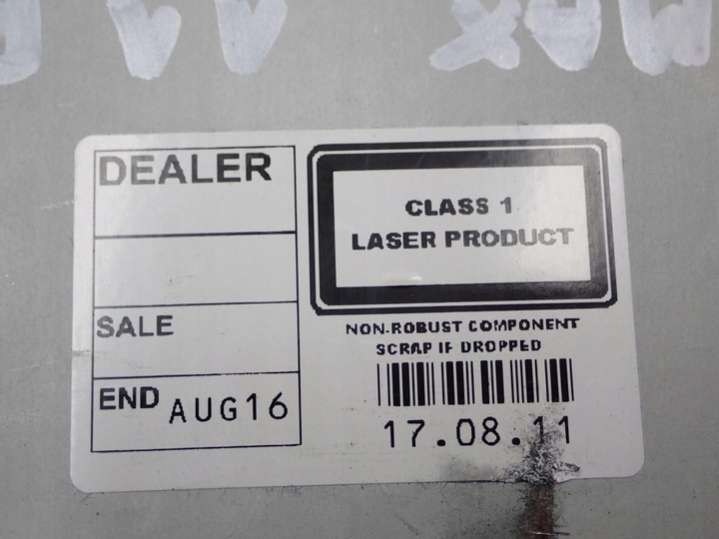 DEALER
SALE
END AUG16
CLASS 1
LASER PRODUCT
NON-ROBUST COMPONENT
SCRAP IF DROPPED
17.08.11